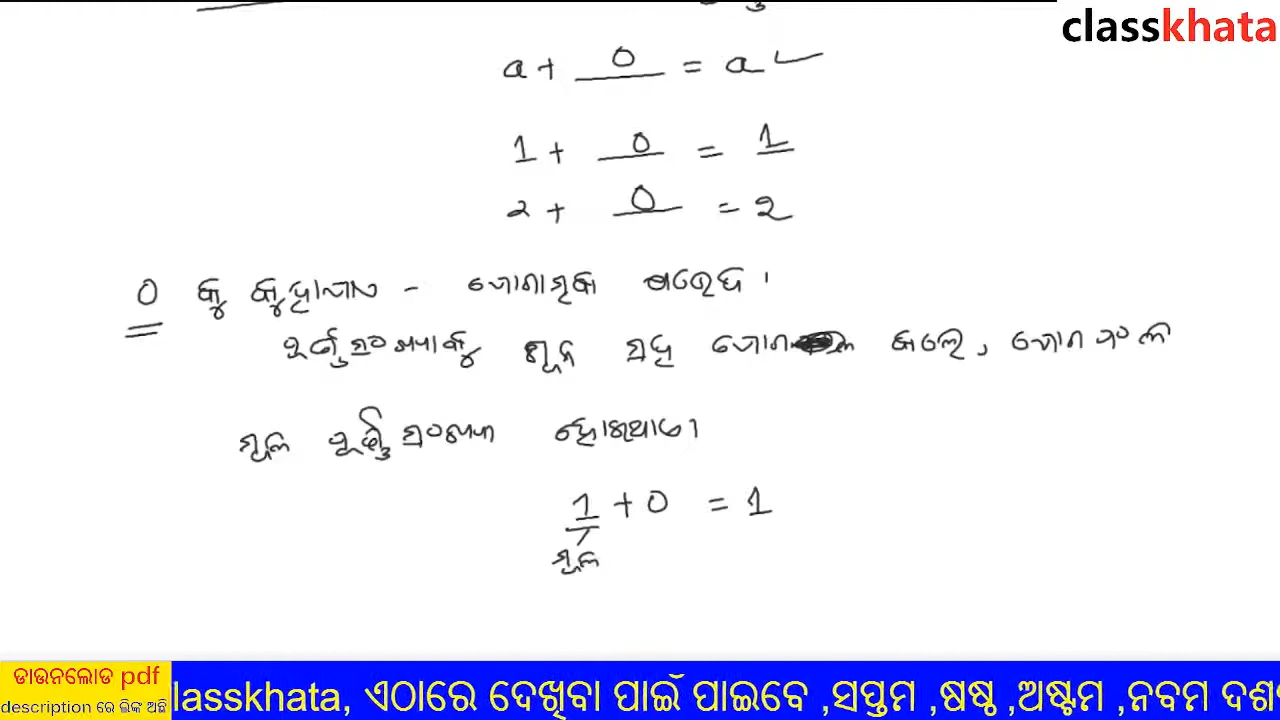 classkhata
a + 0 = a
1 + 0 = 1
2 + 0 = 2
0 କୁ କୁହାଯାଏ - ଯୋଗାତ୍ମକ ଅଭେଦ ।
ପୂର୍ଣ୍ଣସଂଖ୍ୟାକୁ ଶୂନ ସହ ଯୋଗ କଲେ, ଯୋଗଫଳ
ମୂଳ ପୂର୍ଣ୍ଣସଂଖ୍ୟା ହୋଇଥାଏ ।
1 + 0 = 1
ମୂଳ
ଡାଉନଲୋଡ pdf
description ରେ ଲିଙ୍କ ଅଛି
lasskhata, ଏଠାରେ ଦେଖିବା ପାଇଁ ପାଇବେ ,ସପ୍ତମ ,ଷଷ୍ଠ ,ଅଷ୍ଟମ ,ନବମ ଦଶ